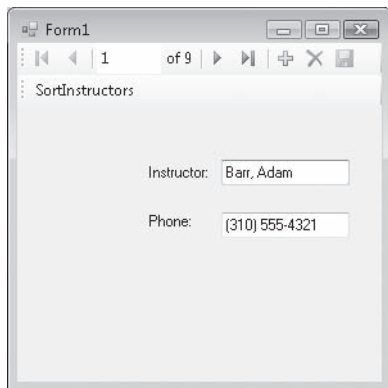 Form1
1 of 9
SortInstructors
Instructor: Barr, Adam
Phone: (310) 555-4321